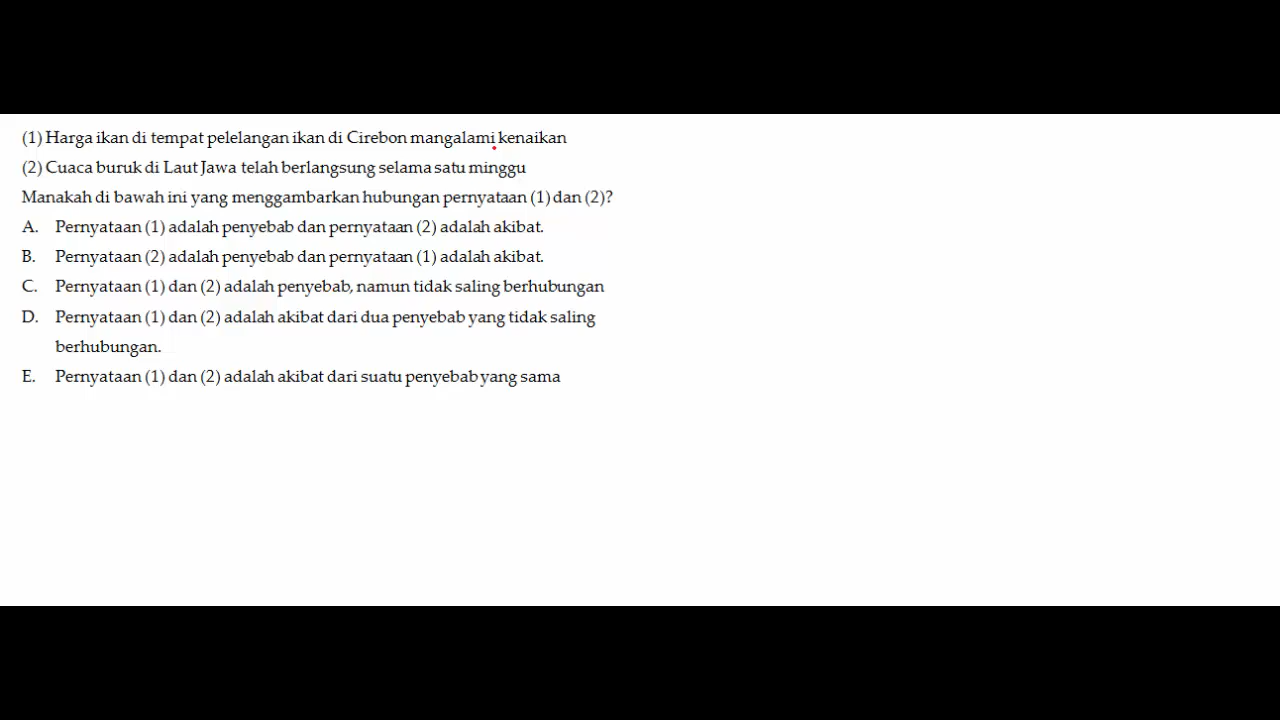 (1) Harga ikan di tempat pelelangan ikan di Cirebon mangalami kenaikan
(2) Cuaca buruk di Laut Jawa telah berlangsung selama satu minggu
Manakah di bawah ini yang menggambarkan hubungan pernyataan (1) dan (2)?
A. Pernyataan (1) adalah penyebab dan pernyataan (2) adalah akibat.
B. Pernyataan (2) adalah penyebab dan pernyataan (1) adalah akibat.
C. Pernyataan (1) dan (2) adalah penyebab, namun tidak saling berhubungan
D. Pernyataan (1) dan (2) adalah akibat dari dua penyebab yang tidak saling
berhubungan.
E. Pernyataan (1) dan (2) adalah akibat dari suatu penyebab yang sama